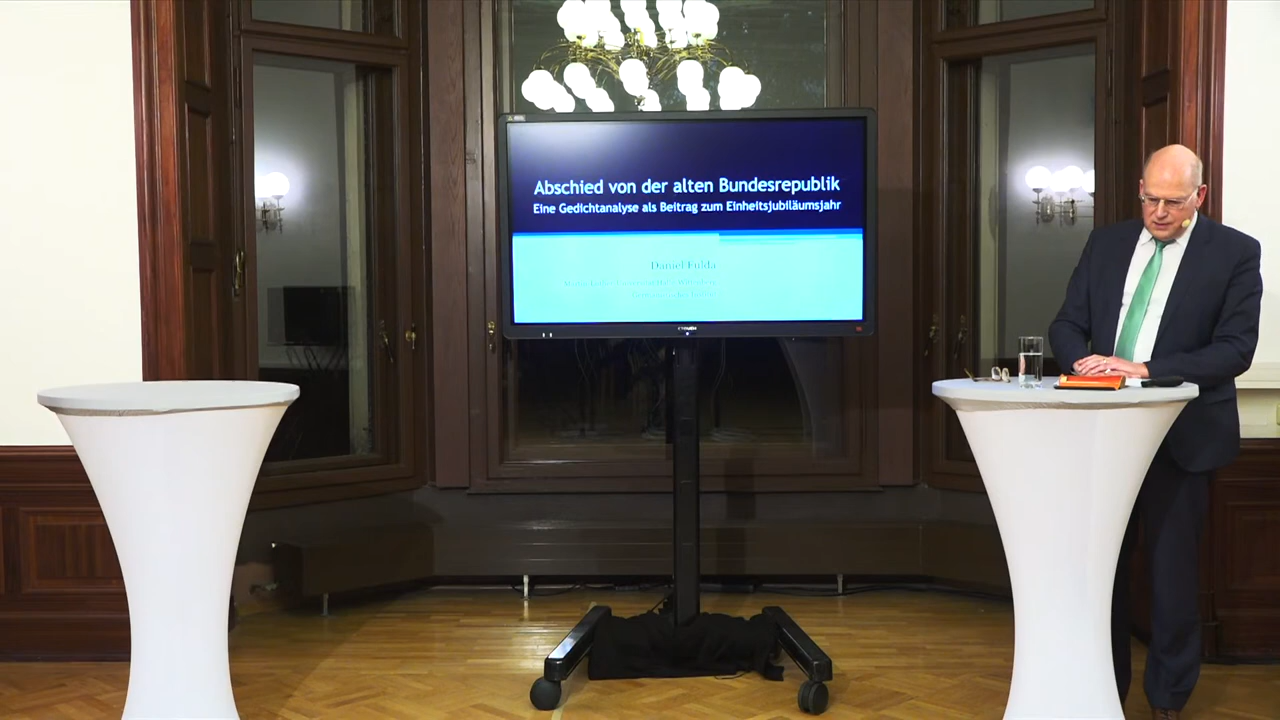 Abschied von der alten Bundesrepublik
Eine Gedichtanalyse als Beitrag zum Einheitsjubiläumsjahr
Daniel Fulda